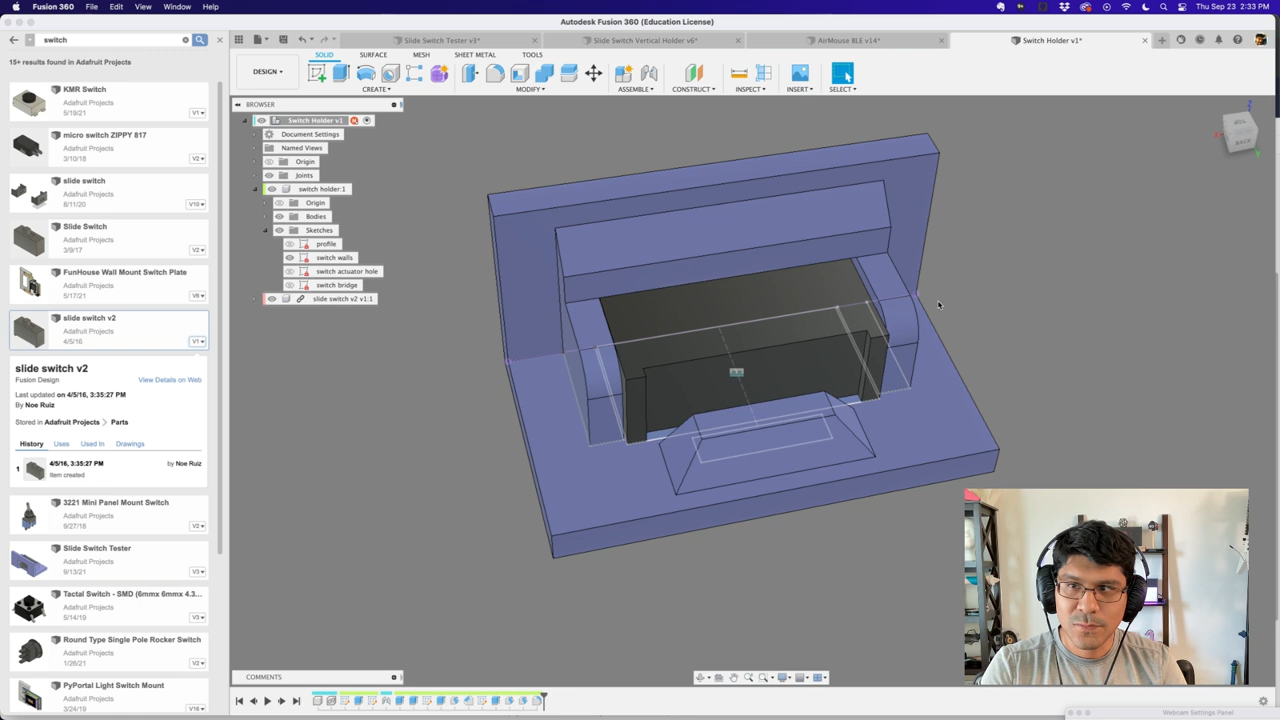 Fusion 360 File Edit View Window Help
Thu Sep 23 2:33 PM
Autodesk Fusion 360 (Education License)
switch
Slide Switch Tester v3*
Slide Switch Vertical Holder v6*
AirMouse BLE v14*
Switch Holder v1*
15+ results found in Adafruit Projects
SOLID SURFACE MESH SHEET METAL TOOLS
DESIGN
CREATE MODIFY ASSEMBLE CONSTRUCT INSPECT INSERT SELECT
KMR Switch
Adafruit Projects
5/19/21
V1
micro switch ZIPPY 817
Adafruit Projects
3/10/18
V2
slide switch
Adafruit Projects
8/11/20
V10
Slide Switch
Adafruit Projects
3/9/17
V2
FunHouse Wall Mount Switch Plate
Adafruit Projects
5/17/21
V8
slide switch v2
Adafruit Projects
4/5/16
V1
slide switch v2
Fusion Design
View Details on Web
Last updated on 4/5/16, 3:35:27 PM
By Noe Ruiz
Stored in Adafruit Projects > Parts
History Uses Used In Drawings
1 4/5/16, 3:35:27 PM by Noe Ruiz
Item created
3221 Mini Panel Mount Switch
Adafruit Projects
9/27/18
V2
Slide Switch Tester
Adafruit Projects
9/13/21
V3
Tactal Switch - SMD (6mmx 6mmx 4.3...
Adafruit Projects
5/14/19
V3
Round Type Single Pole Rocker Switch
Adafruit Projects
1/26/21
V2
PyPortal Light Switch Mount
Adafruit Projects
3/24/19
BROWSER
Switch Holder v1
Document Settings
Named Views
Origin
Joints
switch holder:1
Origin
Bodies
Sketches
profile
switch walls
switch actuator hole
switch bridge
slide switch v2 v1:1
BACK
COMMENTS
Webcam Settings Panel